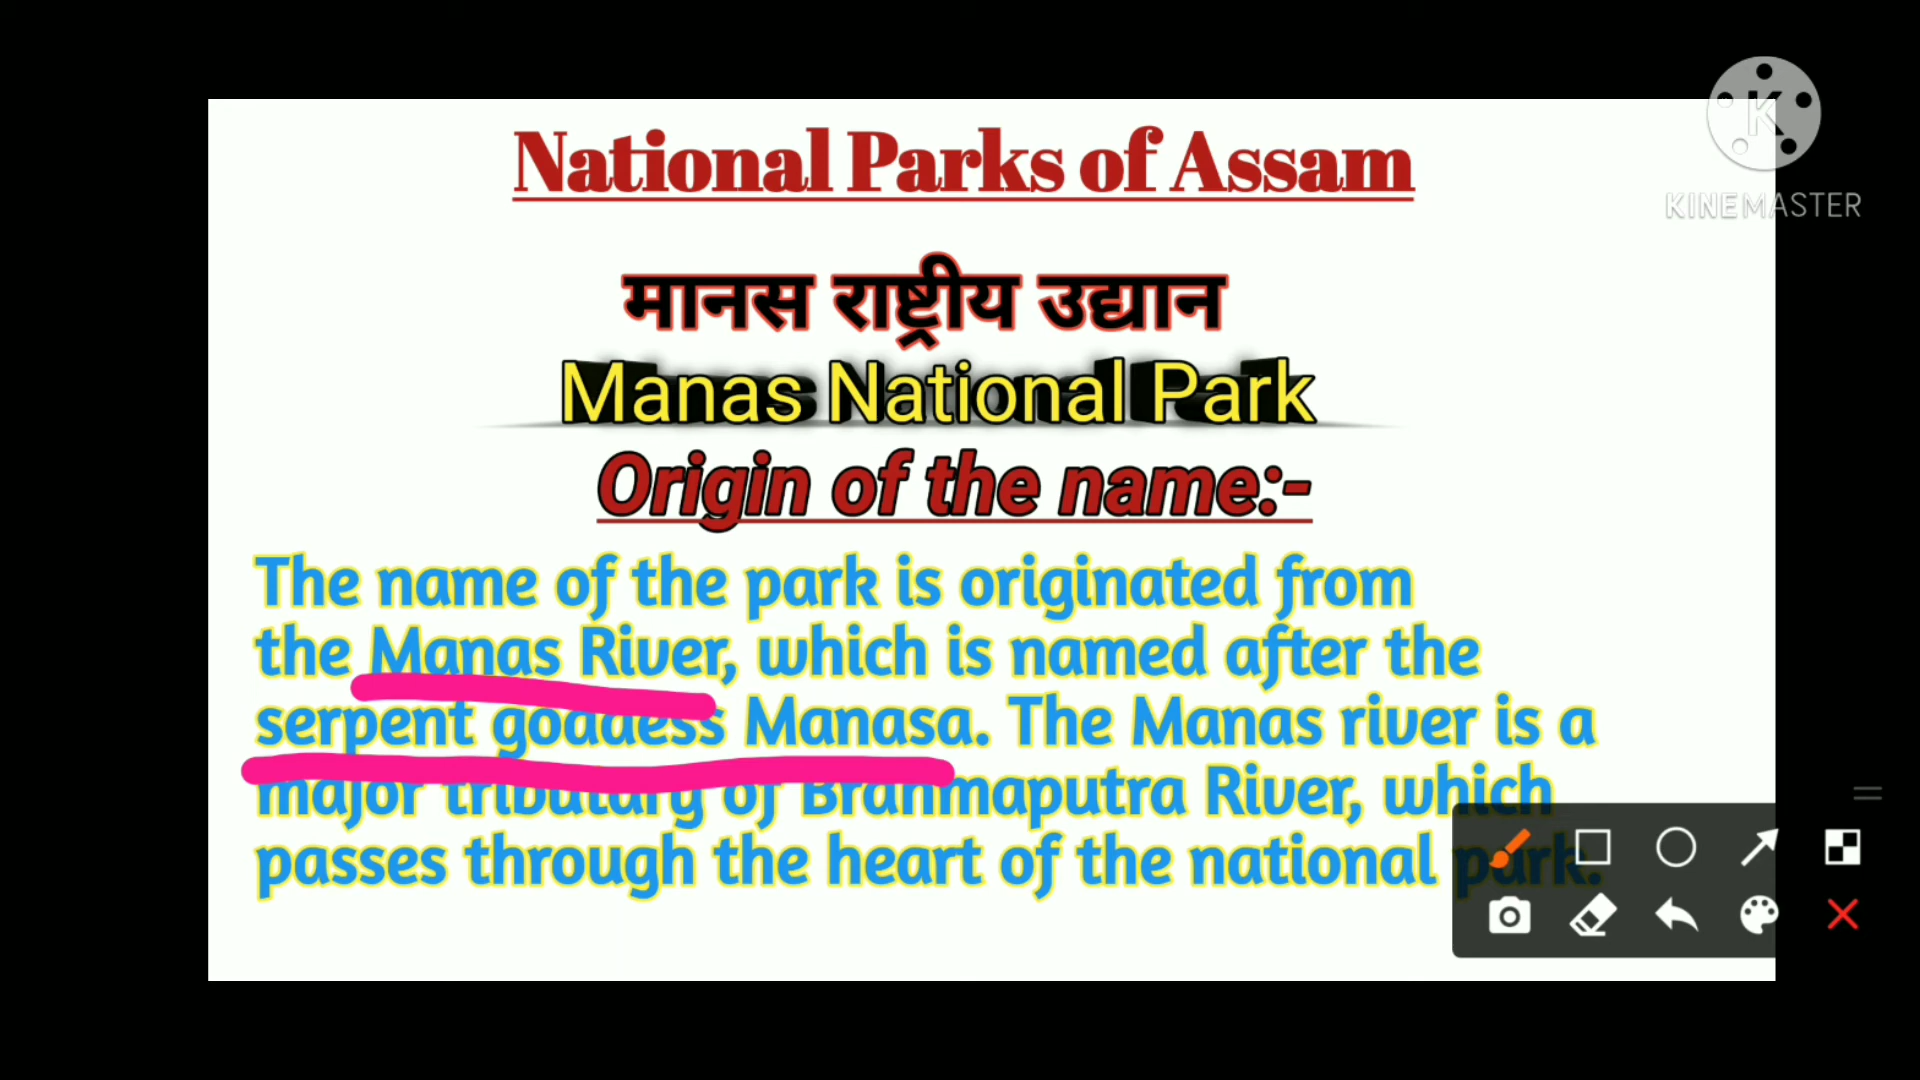 National Parks of Assam
K
KINEMASTER
मानस राष्ट्रीय उद्यान
Manas National Park
Origin of the name:-
The name of the park is originated from
the Manas River, which is named after the
serpent goddess Manasa. The Manas river is a
major tributary of Brahmaputra River, which
passes through the heart of the national park.